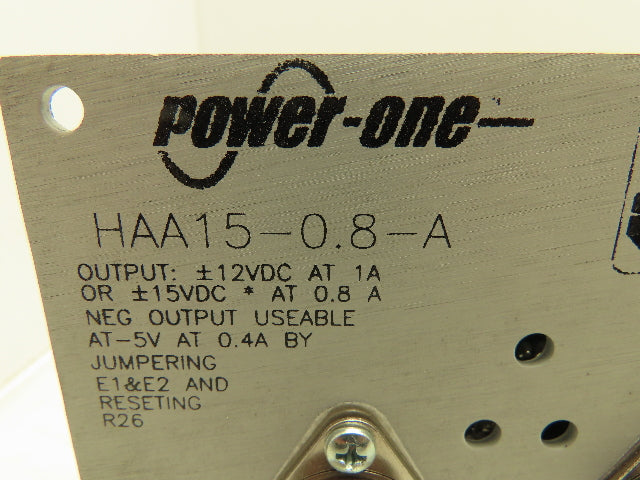 power-one
HAA15-0.8-A
OUTPUT: ±12VDC AT 1A
OR ±15VDC * AT 0.8 A
NEG OUTPUT USEABLE
AT-5V AT 0.4A BY
JUMPERING
E1&E2 AND
RESETING
R26